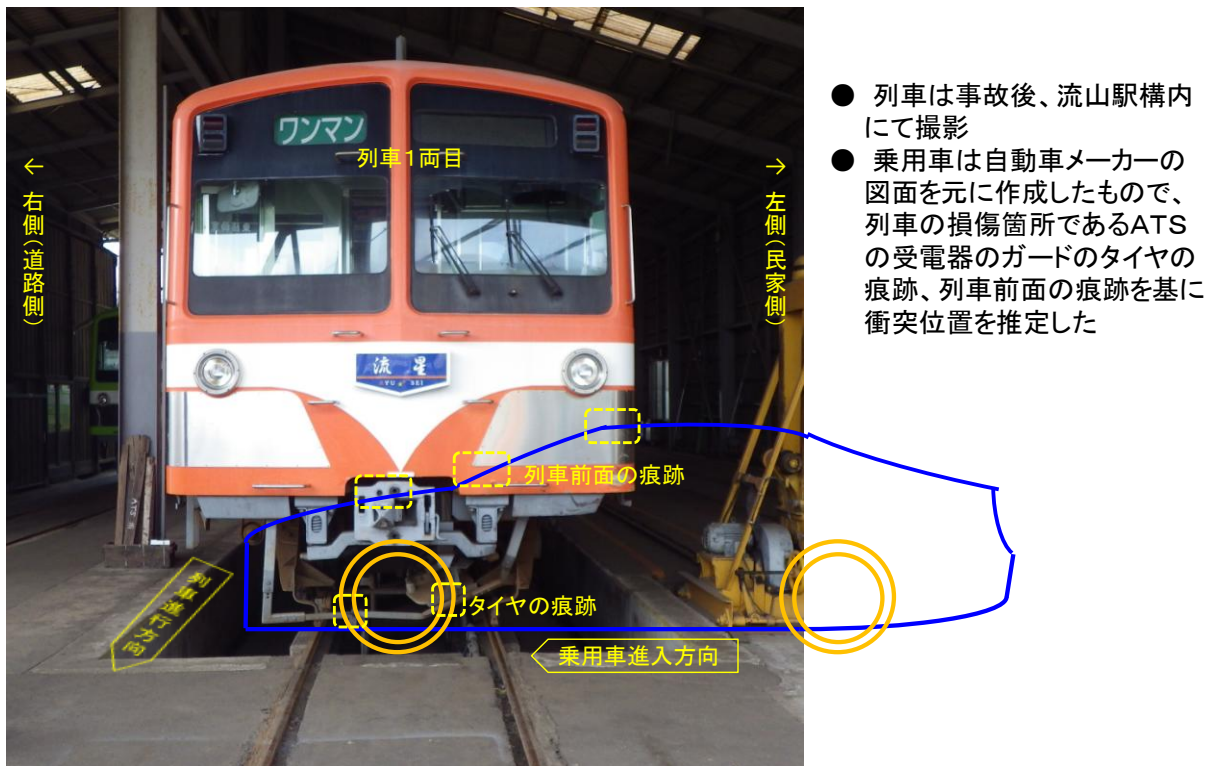 ワンマン
列車1両目
← 右側(道路側)
→ 左側(民家側)
流星
列車前面の痕跡
タイヤの痕跡
列車進行方向
乗用車進入方向
● 列車は事故後、流山駅構内
にて撮影
● 乗用車は自動車メーカーの
図面を元に作成したもので、
列車の損傷箇所であるATS
の受電器のガードのタイヤの
痕跡、列車前面の痕跡を基に
衝突位置を推定した